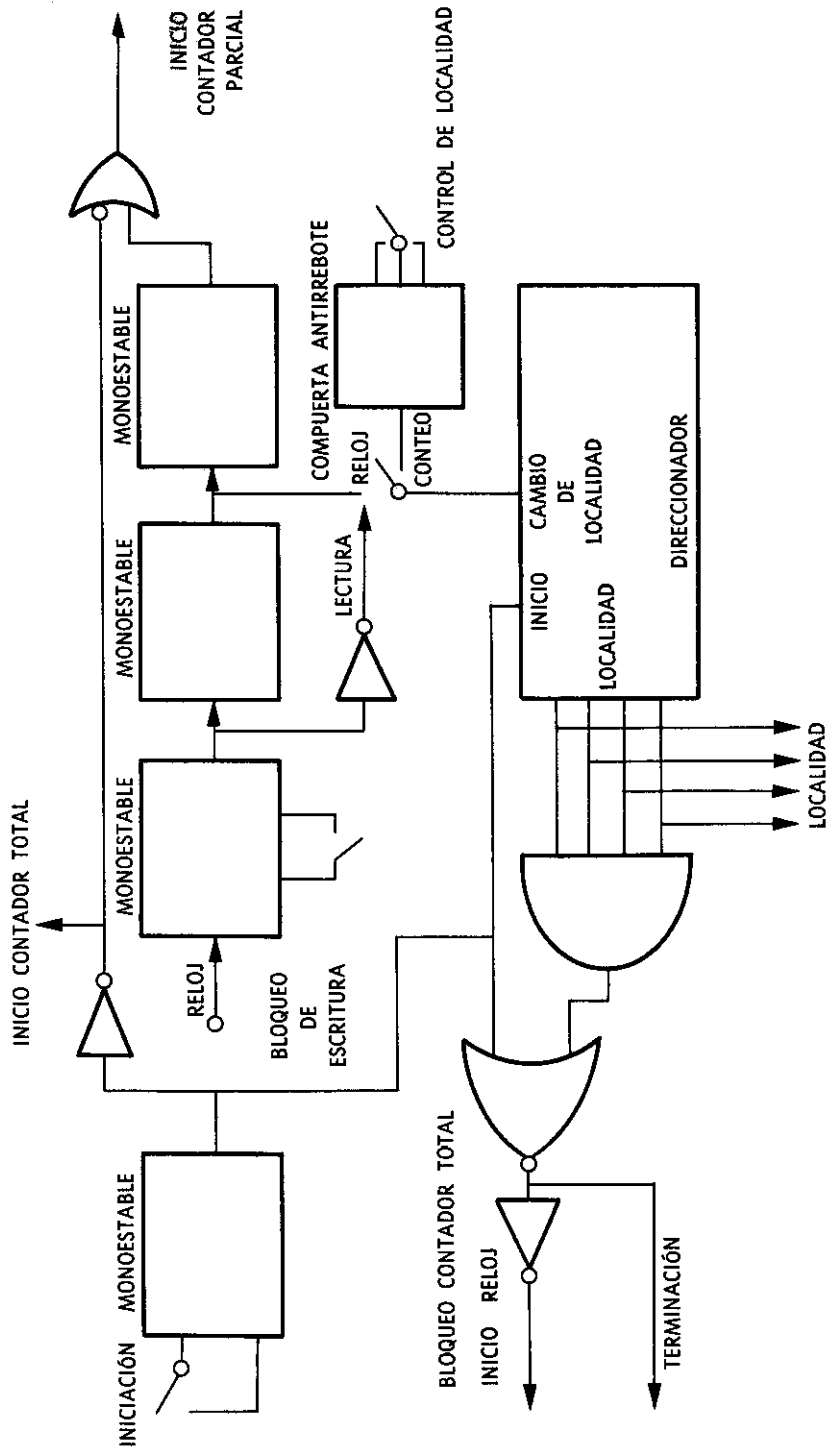 INICIACIÓN
MONOESTABLE
INICIO CONTADOR TOTAL
RELOJ
BLOQUEO
DE
ESCRITURA
MONOESTABLE
MONOESTABLE
MONOESTABLE
INICIO
CONTADOR
PARCIAL
LECTURA
RELOJ
CONTEO
COMPUERTA ANTIRREBOTE
CONTROL DE LOCALIDAD
BLOQUEO CONTADOR TOTAL
INICIO RELOJ
TERMINACIÓN
LOCALIDAD
INICIO
LOCALIDAD
CAMBIO
DE
LOCALIDAD
DIRECCIONADOR